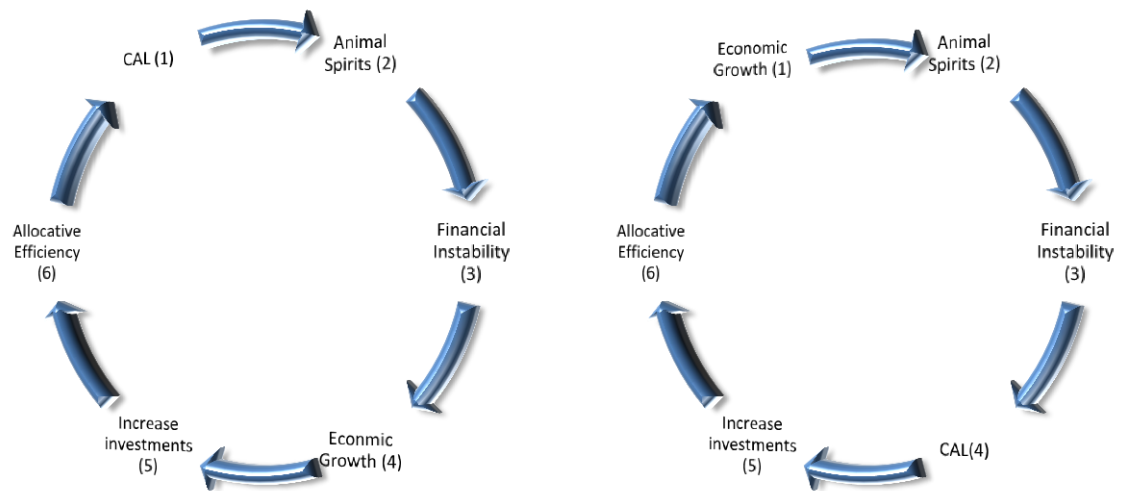 CAL (1)
Animal
Spirits (2)
Financial
Instability
(3)
Econmic
Growth (4)
Increase
investments
(5)
Allocative
Efficiency
(6)
Economic
Growth (1)
Animal
Spirits (2)
Financial
Instability
(3)
CAL(4)
Increase
investments
(5)
Allocative
Efficiency
(6)